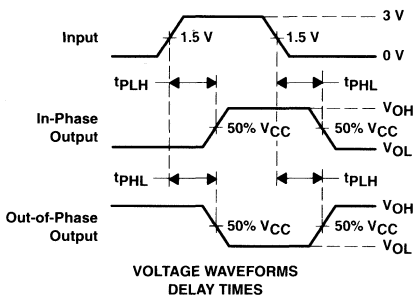 3 V
Input
1.5 V
1.5 V
0 V
tPLH
tPHL
In-Phase
Output
VOH
50% VCC
50% VCC
VOL
tPHL
tPLH
Out-of-Phase
Output
VOH
50% VCC
50% VCC
VOL
VOLTAGE WAVEFORMS
DELAY TIMES